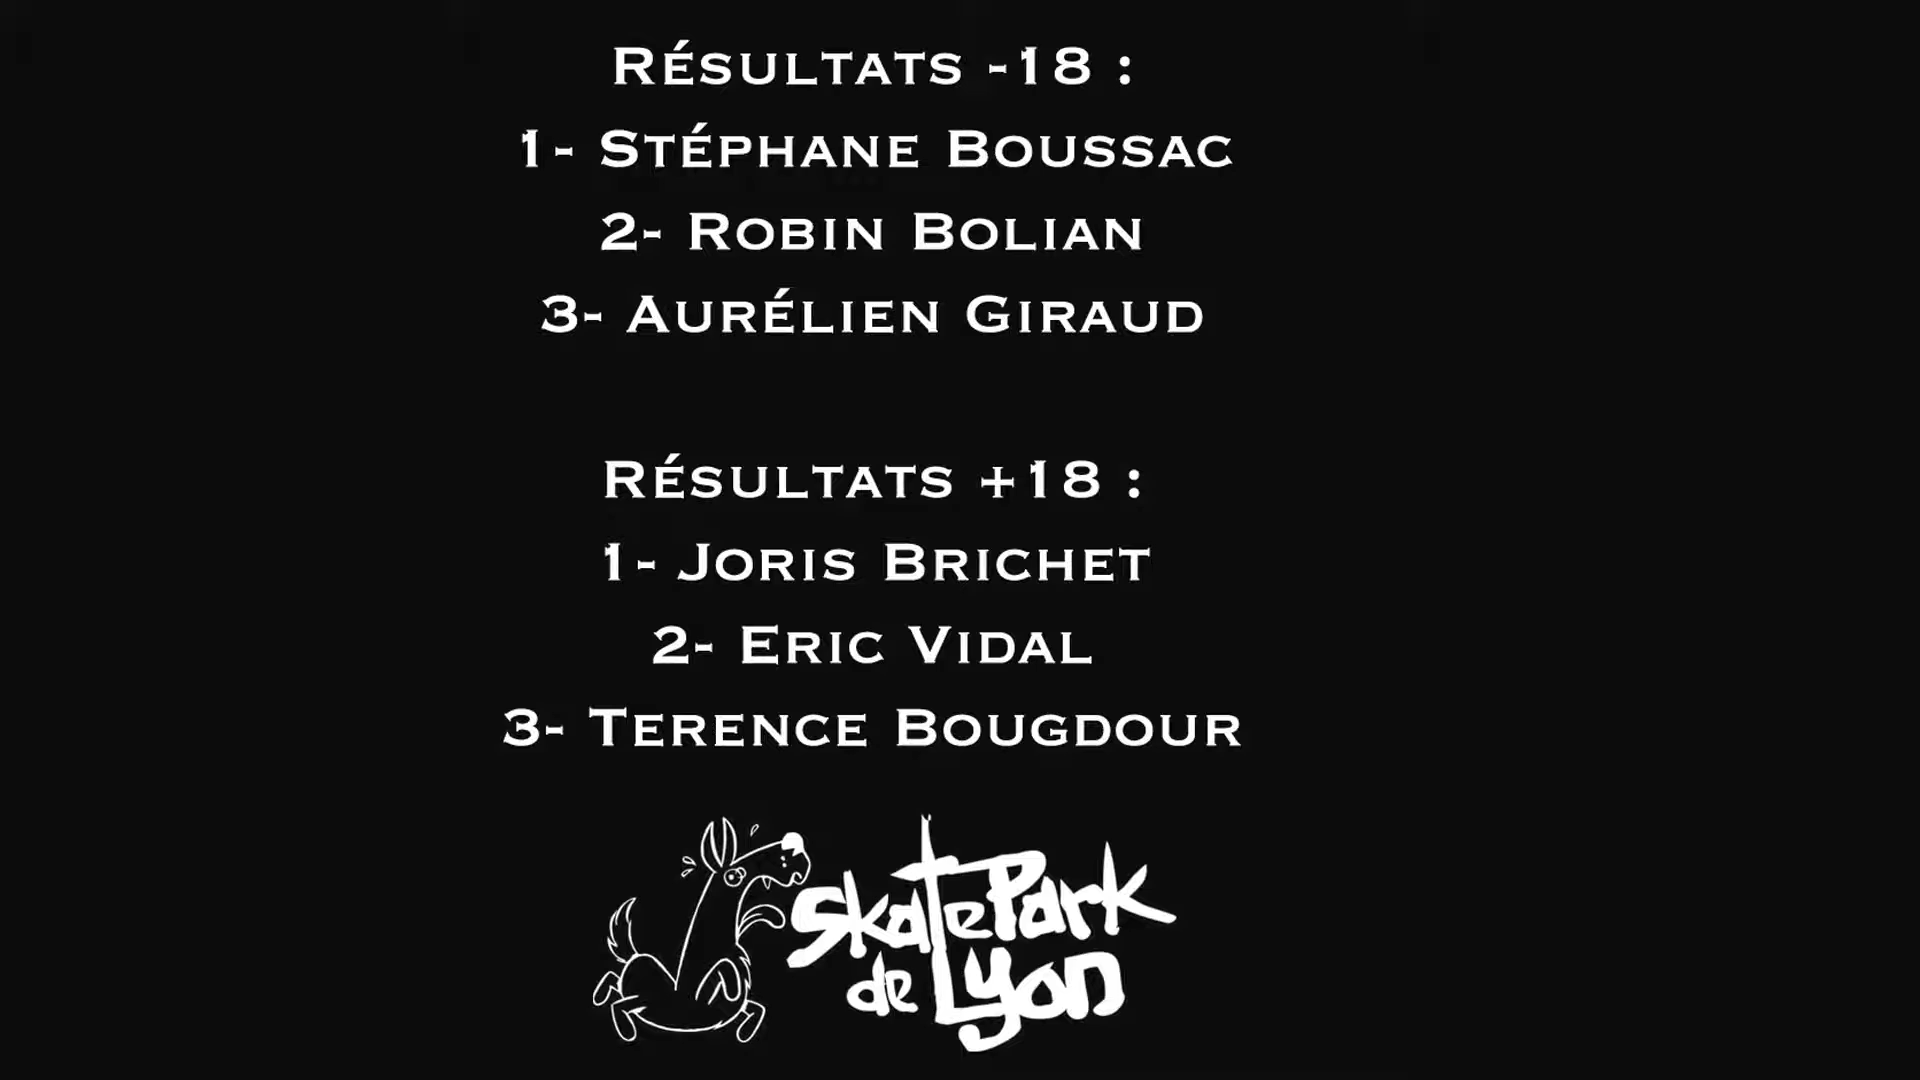 Résultats -18 :
1- Stéphane Boussac
2- Robin Bolian
3- Aurélien Giraud
Résultats +18 :
1- Joris Brichet
2- Eric Vidal
3- Terence Bougdour
SkatePark
de Lyon